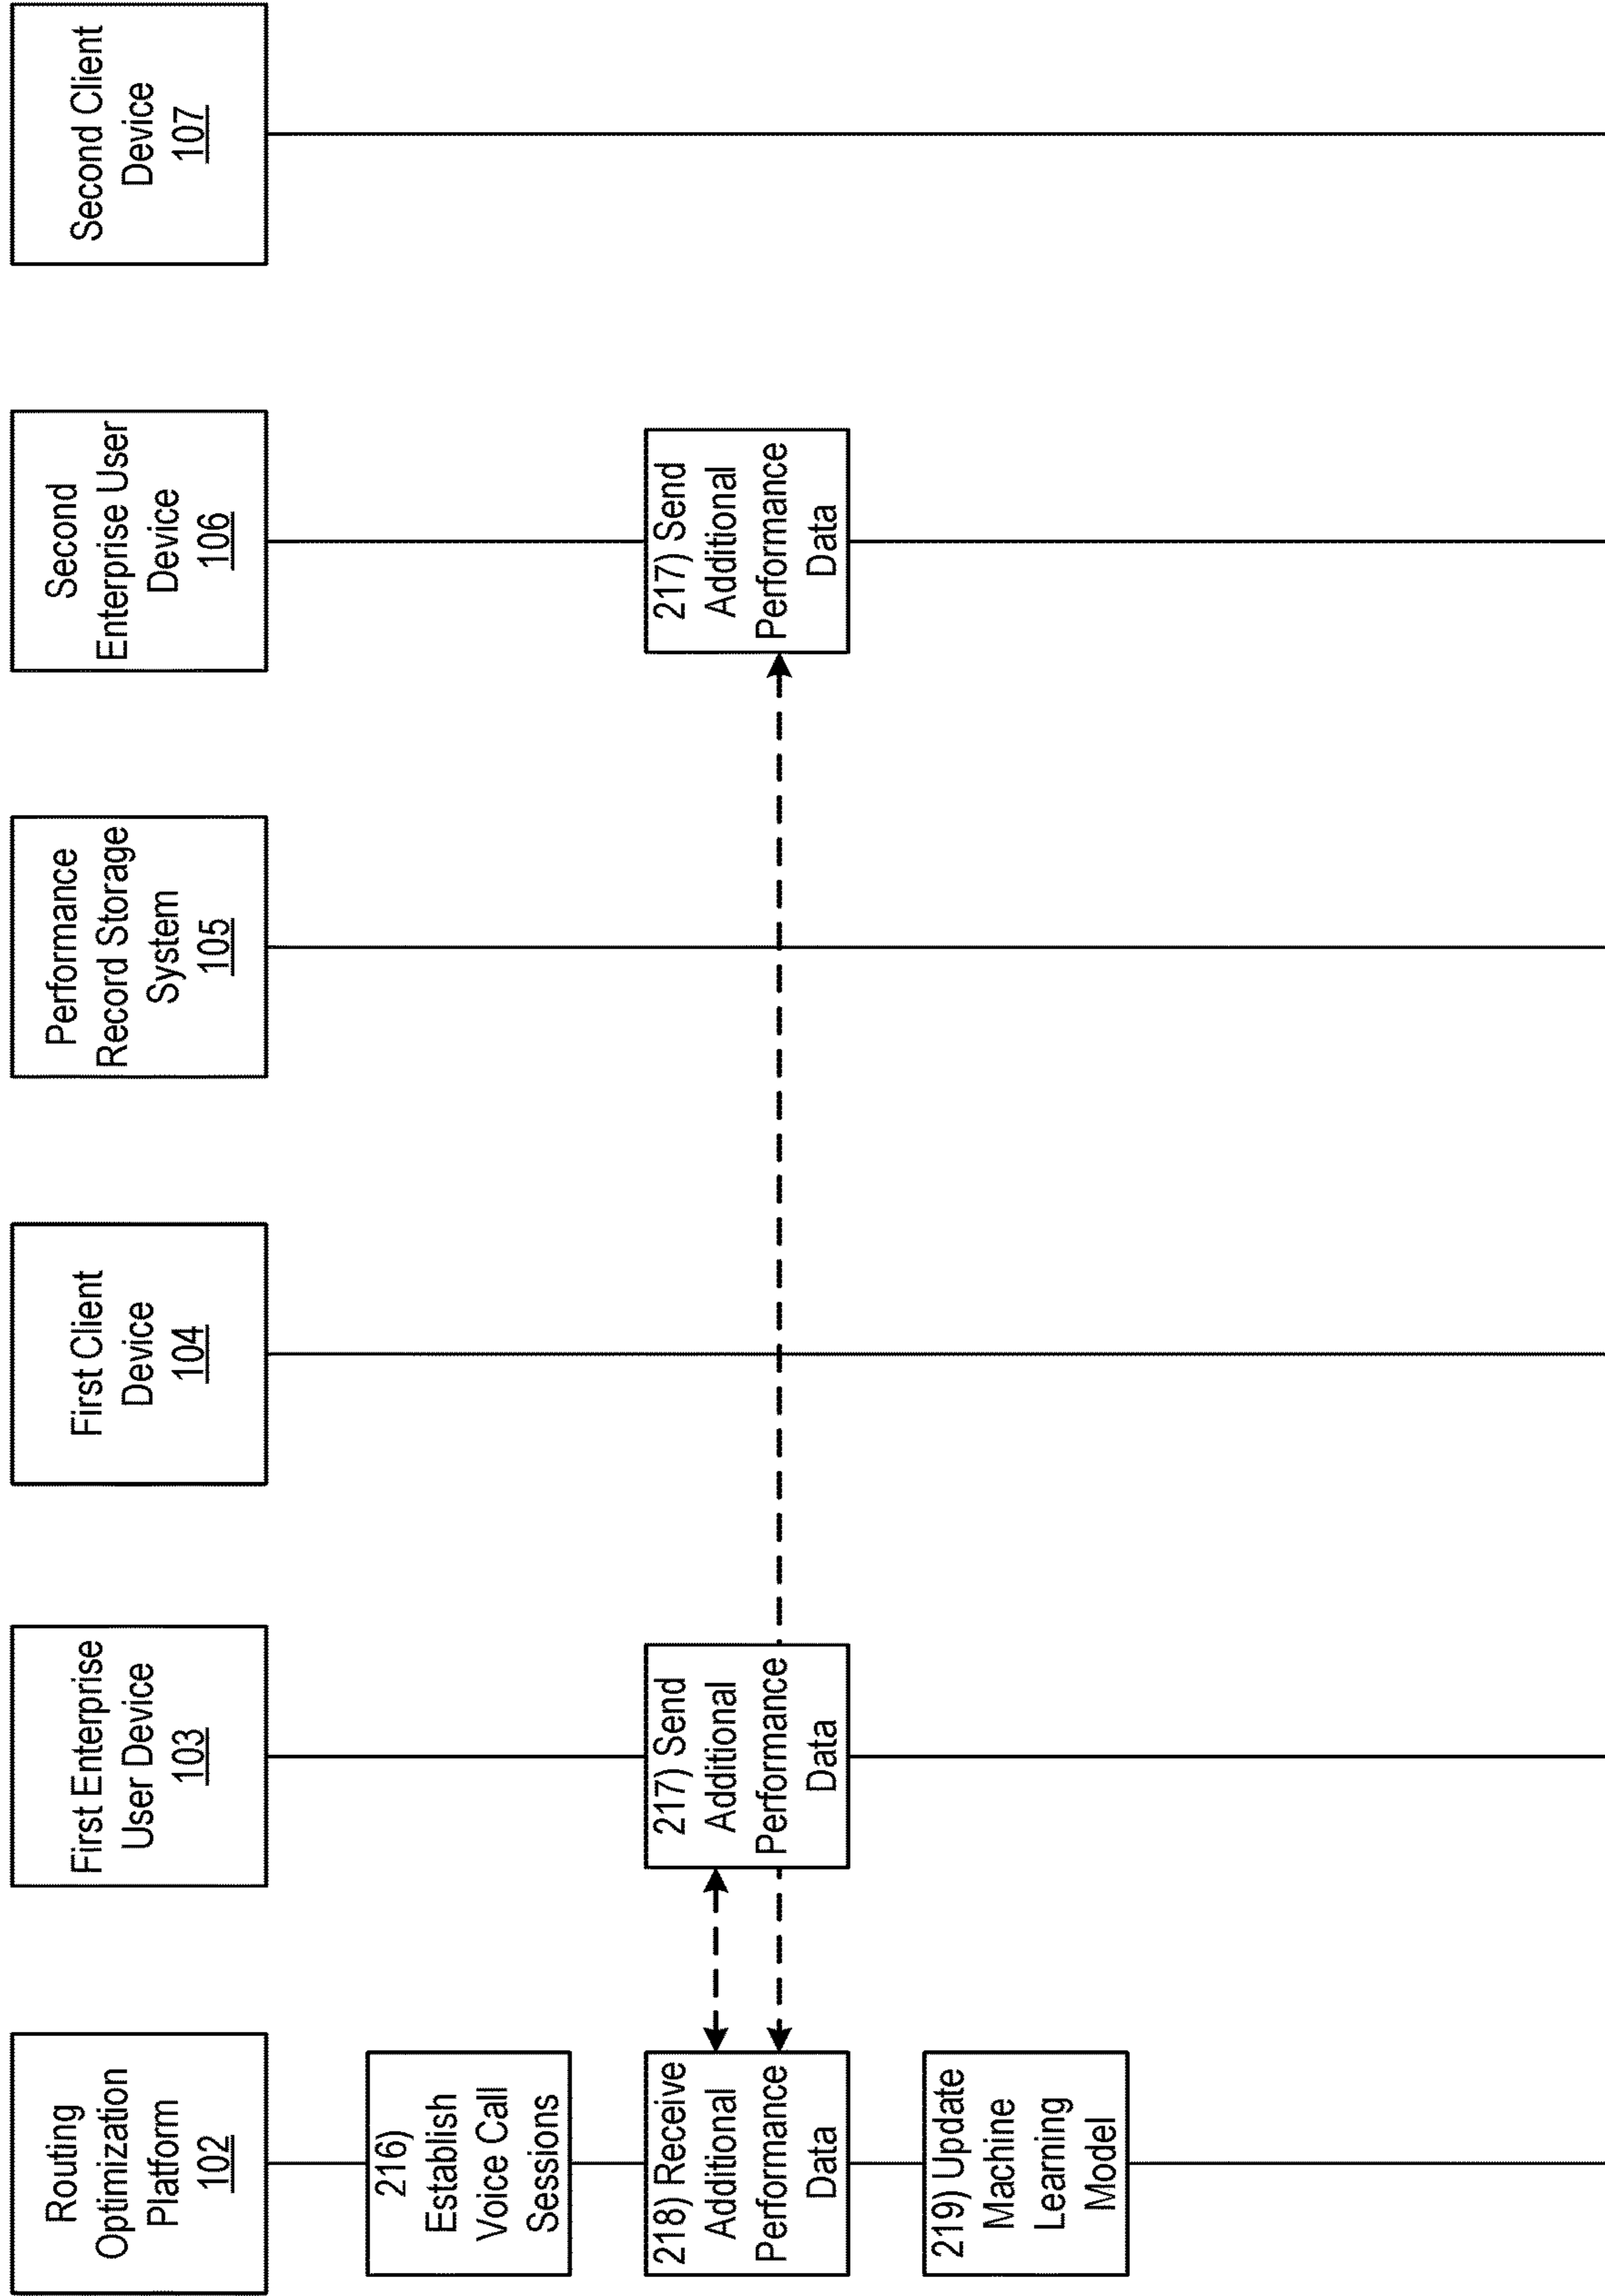 Routing
Optimization
Platform
102
First Enterprise
User Device
103
First Client
Device
104
Performance
Record Storage
System
105
Second
Enterprise User
Device
106
Second Client
Device
107
216)
Establish
Voice Call
Sessions
218) Receive
Additional
Performance
Data
217) Send
Additional
Performance
Data
217) Send
Additional
Performance
Data
219) Update
Machine
Learning
Model